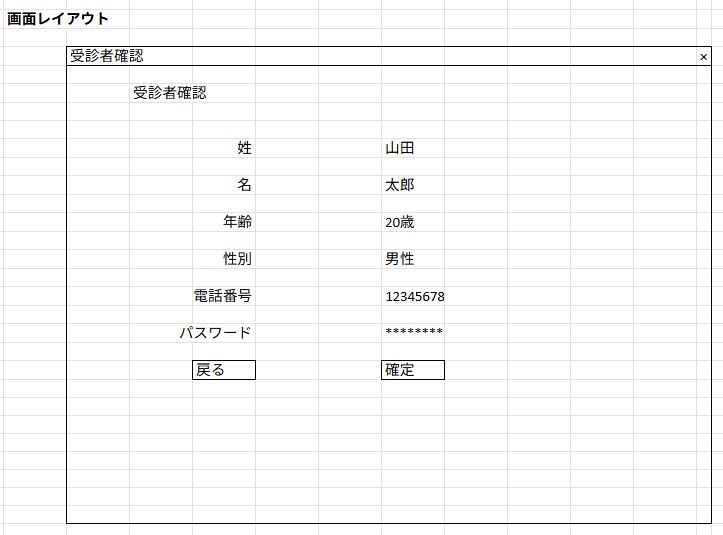 画面レイアウト
受診者確認 ×
受診者確認
姓 山田
名 太郎
年齢 20歳
性別 男性
電話番号 12345678
パスワード ********
戻る 確定